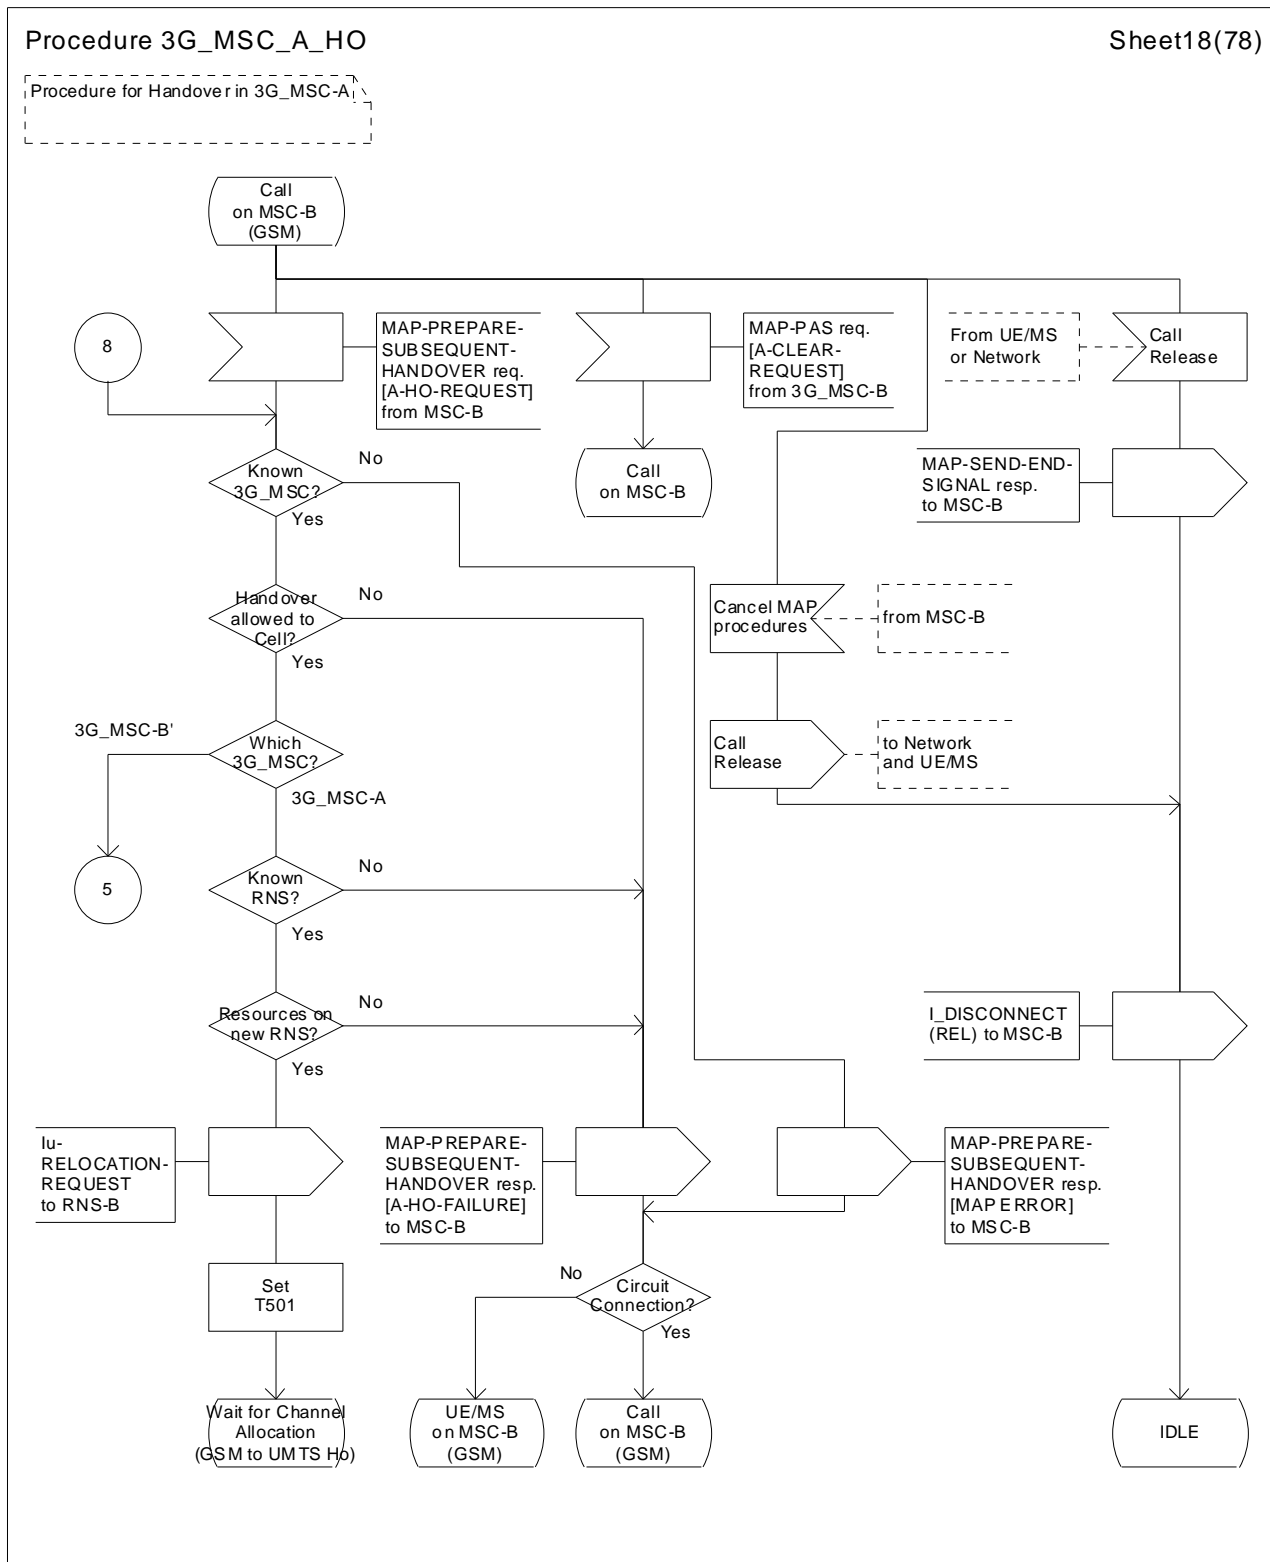 Procedure 3G_MSC_A_HO
Sheet18(78)
Procedure for Handover in 3G_MSC-A
Call
on MSC-B
(GSM)
8
MAP-PREPARE-
SUBSEQUENT-
HANDOVER req.
[A-HO-REQUEST]
from MSC-B
MAP-PAS req.
[A-CLEAR-
REQUEST]
from 3G_MSC-B
From UE/MS
or Network
Call
Release
Known
3G_MSC?
No
Yes
Call
on MSC-B
MAP-SEND-END-
SIGNAL resp.
to MSC-B
Handover
allowed to
Cell?
No
Yes
Cancel MAP
procedures
from MSC-B
3G_MSC-B'
Which
3G_MSC?
3G_MSC-A
Call
Release
to Network
and UE/MS
5
Known
RNS?
No
Yes
Resources on
new RNS?
No
Yes
I_DISCONNECT
(REL) to MSC-B
Iu-
RELOCATION-
REQUEST
to RNS-B
MAP-PREPARE-
SUBSEQUENT-
HANDOVER resp.
[A-HO-FAILURE]
to MSC-B
MAP-PREPARE-
SUBSEQUENT-
HANDOVER resp.
[MAP ERROR]
to MSC-B
Set
T501
No
Circuit
Connection?
Yes
Wait for Channel
Allocation
(GSM to UMTS Ho)
UE/MS
on MSC-B
(GSM)
Call
on MSC-B
(GSM)
IDLE